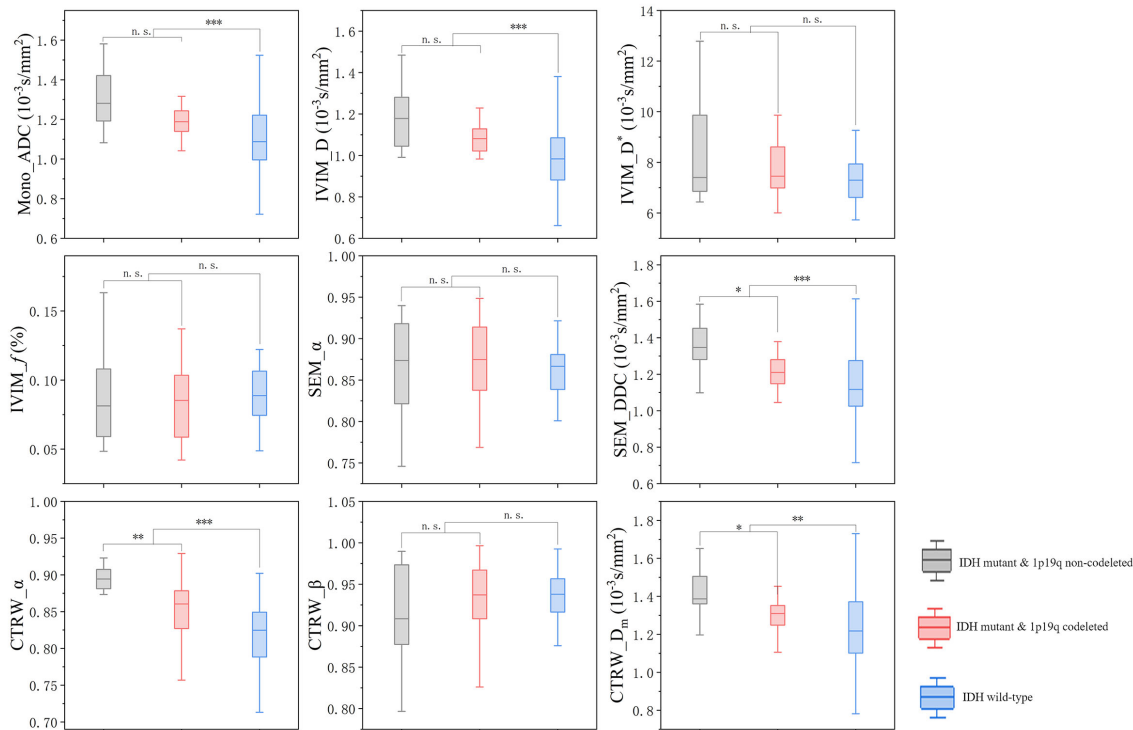 Mono_ADC (10⁻³s/mm²)
1. 6
1. 4
1. 2
1. 0
0. 8
0. 6
n. s.
***
IVIM_D (10⁻³s/mm²)
1. 6
1. 4
1. 2
1. 0
0. 8
0. 6
n. s.
***
IVIM_D* (10⁻³s/mm²)
14
12
10
8
6
n. s.
n. s.
IVIM_f (%)
0. 15
0. 10
0. 05
n. s.
n. s.
SEM_α
1. 00
0. 95
0. 90
0. 85
0. 80
0. 75
n. s.
n. s.
SEM_DDC (10⁻³s/mm²)
1. 8
1. 6
1. 4
1. 2
1. 0
0. 8
0. 6
*
***
CTRW_α
1. 00
0. 95
0. 90
0. 85
0. 80
0. 75
0. 70
**
***
CTRW_β
1. 05
1. 00
0. 95
0. 90
0. 85
0. 80
n. s.
n. s.
CTRW_Dₘ (10⁻³s/mm²)
1. 8
1. 6
1. 4
1. 2
1. 0
0. 8
*
**
IDH mutant & 1p19q non-codeleted
IDH mutant & 1p19q codeleted
IDH wild-type